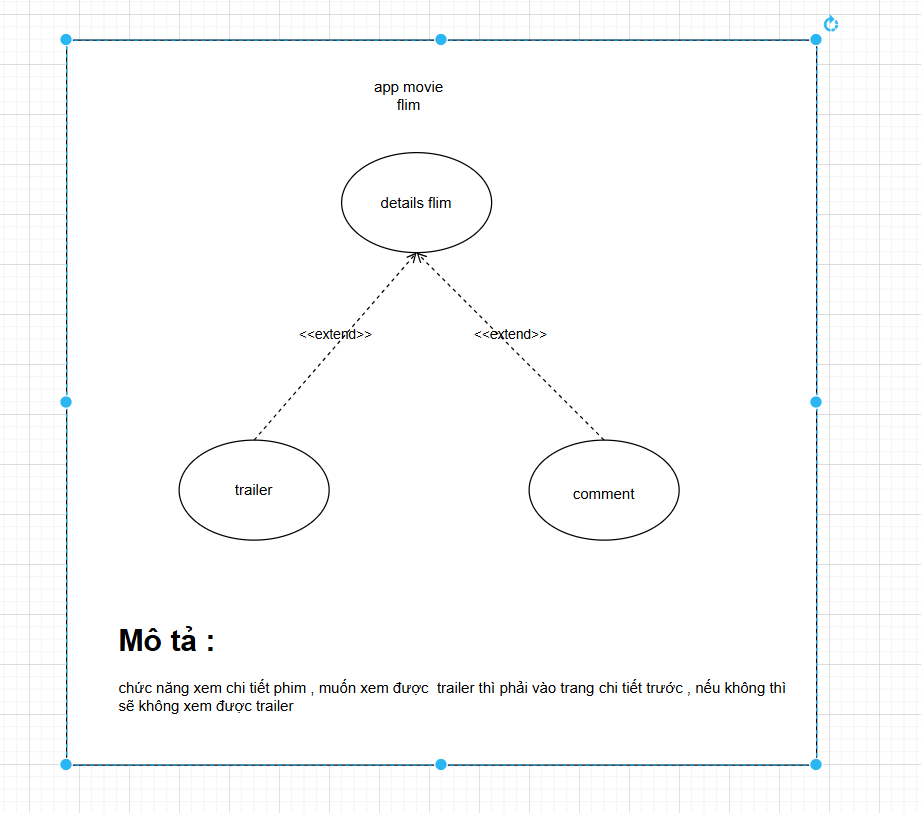 app movie
flim
details flim
<<extend>>
<<extend>>
trailer
comment
Mô tả :
chức năng xem chi tiết phim , muốn xem được  trailer thì phải vào trang chi tiết trước , nếu không thì
sẽ không xem được trailer